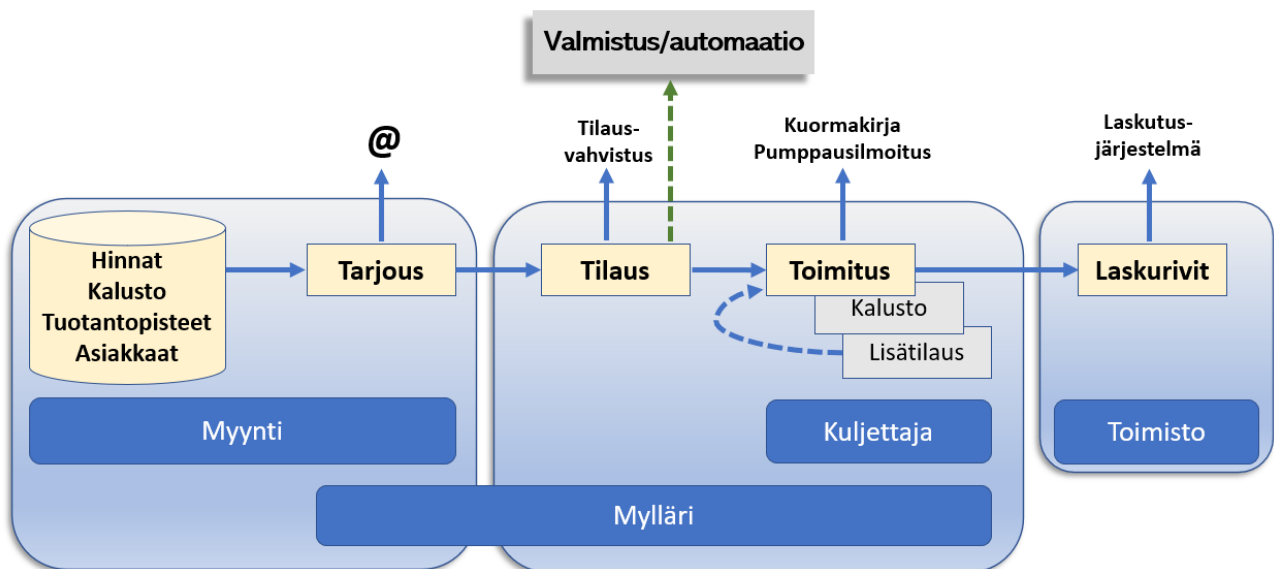 Valmistus/automaatio
@
Tilaus-
vahvistus
Kuormakirja
Pumppausilmoitus
Laskutus-
järjestelmä
Hinnat
Kalusto
Tuotantopisteet
Asiakkaat
Tarjous
Tilaus
Toimitus
Kalusto
Lisätilaus
Laskurivit
Myynti
Kuljettaja
Toimisto
Mylläri